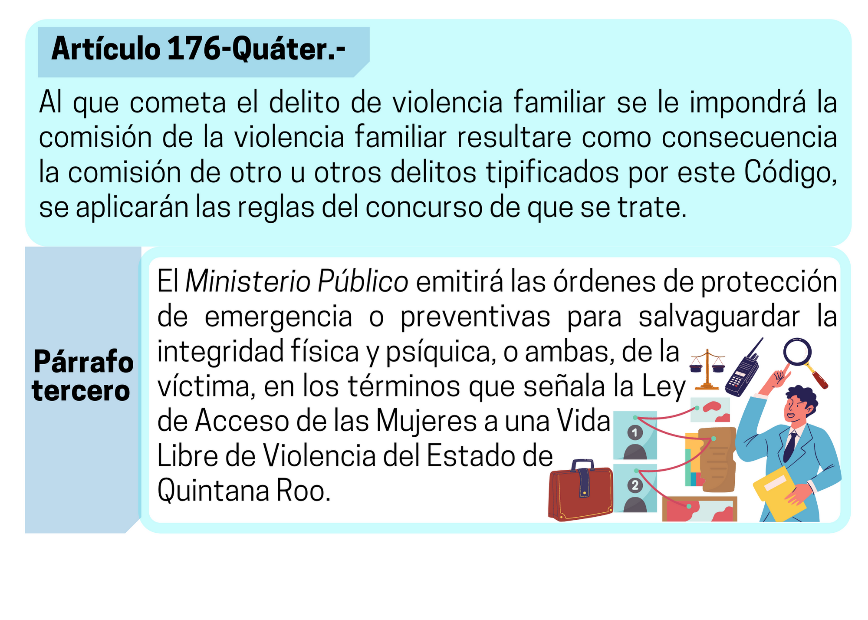 Artículo 176-Quáter.-
Al que cometa el delito de violencia familiar se le impondrá la
comisión de la violencia familiar resultare como consecuencia
la comisión de otro u otros delitos tipificados por este Código,
se aplicarán las reglas del concurso de que se trate.
Párrafo
tercero
El Ministerio Público emitirá las órdenes de protección
de emergencia o preventivas para salvaguardar la
integridad física y psíquica, o ambas, de la
víctima, en los términos que señala la Ley
de Acceso de las Mujeres a una Vida
Libre de Violencia del Estado de
Quintana Roo.
1
2